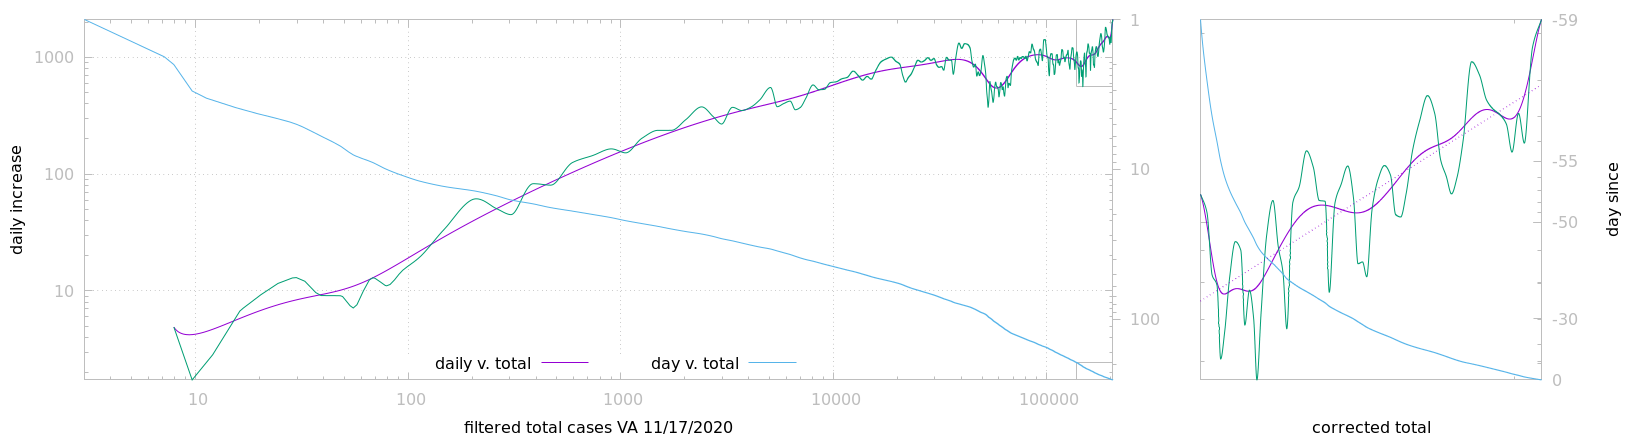 daily increase
1000
100
10
10
100
1000
10000
100000
1
10
100
daily v. total
day v. total
filtered total cases VA 11/17/2020
-59
-55
-50
-30
0
day since
corrected total